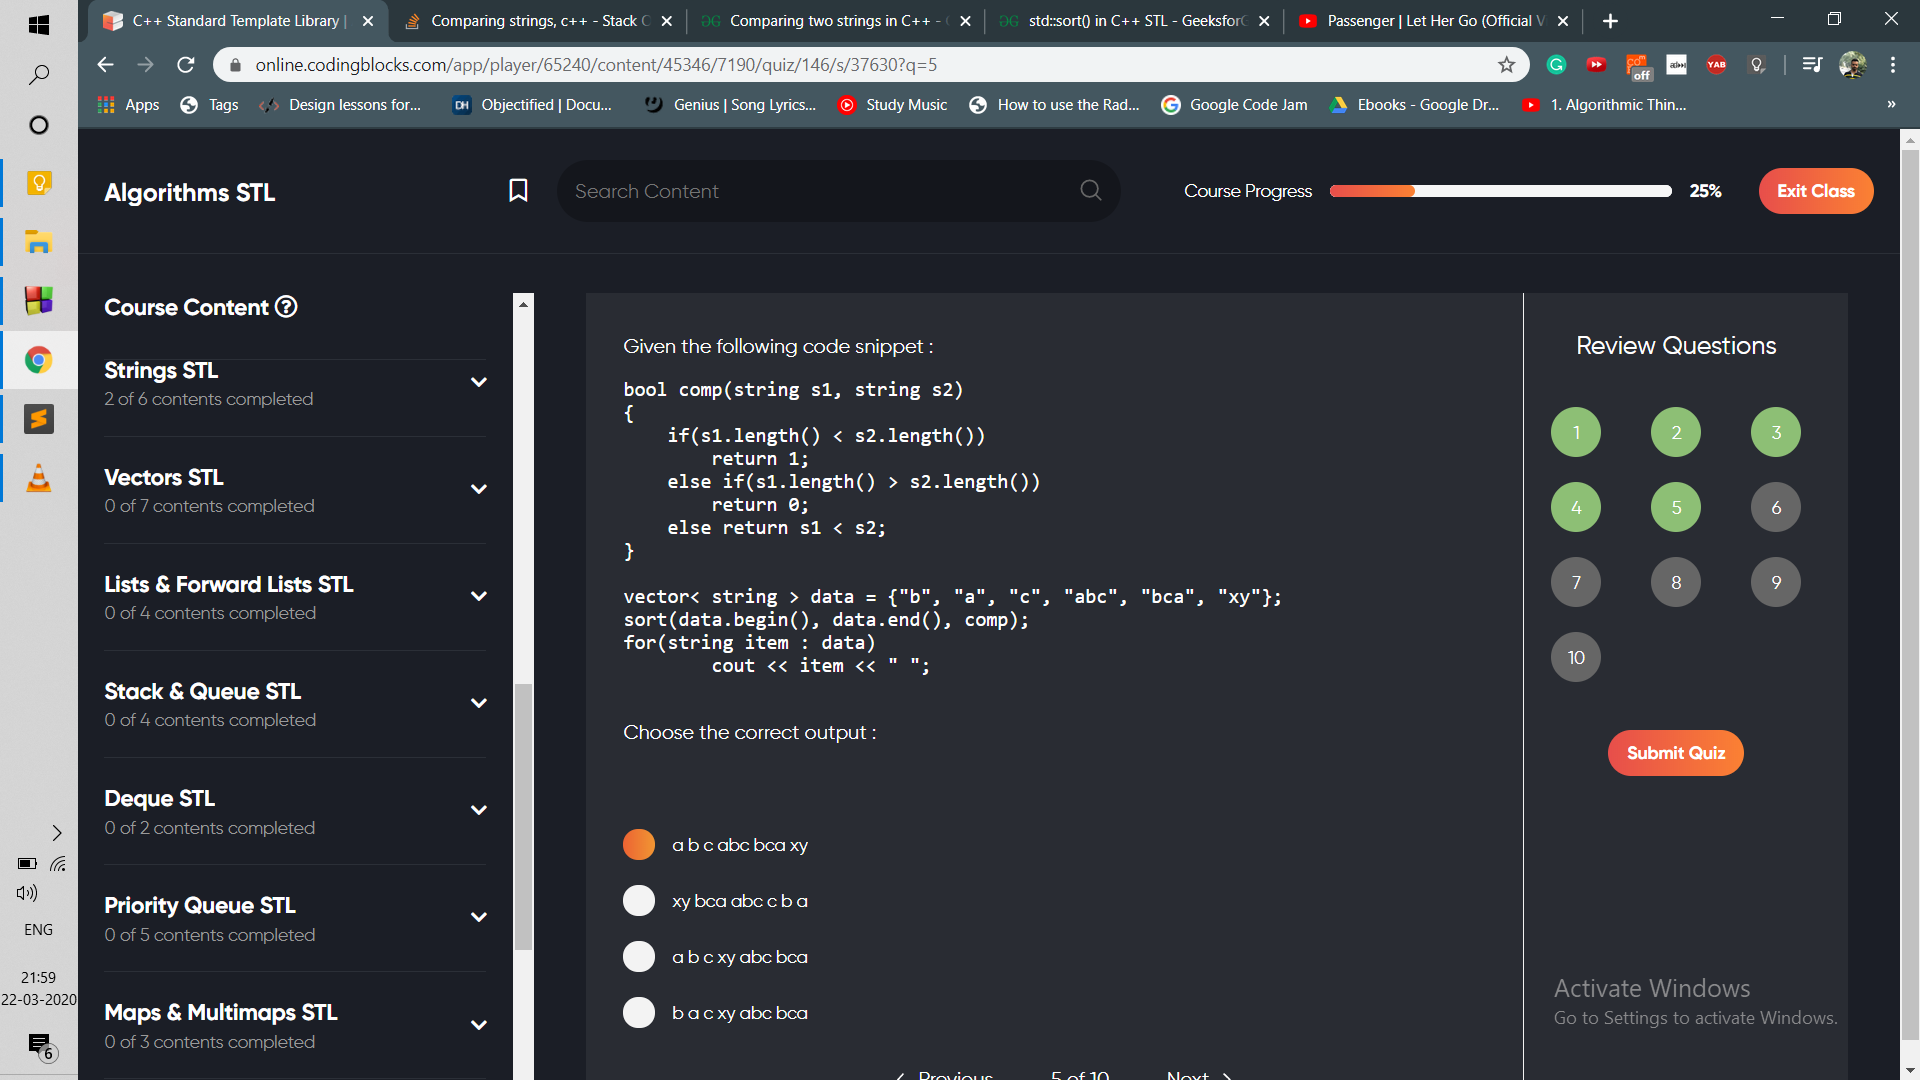 C++ Standard Template Library |
Comparing strings, c++ - Stack O
Comparing two strings in C++ -
std::sort() in C++ STL - Geeksfor
Passenger | Let Her Go (Official V
online.codingblocks.com/app/player/65240/content/45346/7190/quiz/146/s/37630?q=5
off
YAB
Apps
Tags
Design lessons for...
DH
Objectified | Docu...
Genius | Song Lyrics...
Study Music
How to use the Rad...
Google Code Jam
Ebooks - Google Dr...
1. Algorithmic Thin...
»
Algorithms STL
Search Content
Course Progress
25%
Exit Class
Course Content
Strings STL
2 of 6 contents completed
Vectors STL
0 of 7 contents completed
Lists & Forward Lists STL
0 of 4 contents completed
Stack & Queue STL
0 of 4 contents completed
Deque STL
0 of 2 contents completed
Priority Queue STL
0 of 5 contents completed
Maps & Multimaps STL
0 of 3 contents completed
Given the following code snippet :
bool comp(string s1, string s2)
{
    if(s1.length() < s2.length())
        return 1;
    else if(s1.length() > s2.length())
        return 0;
    else return s1 < s2;
}
vector< string > data = {"b", "a", "c", "abc", "bca", "xy"};
sort(data.begin(), data.end(), comp);
for(string item : data)
        cout << item << " ";
Choose the correct output :
a b c abc bca xy
xy bca abc c b a
a b c xy abc bca
b a c xy abc bca
Previous
5 of 10
Next
Review Questions
1 2 3
4 5 6
7 8 9
10
Submit Quiz
Activate Windows
Go to Settings to activate Windows.
ENG
21:59
22-03-2020
6